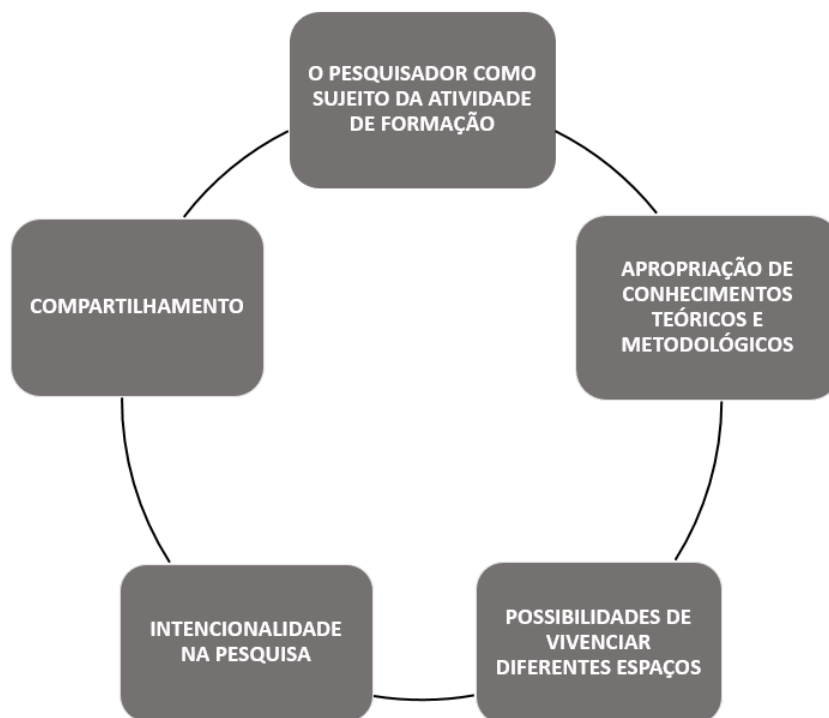 O PESQUISADOR COMO
SUJEITO DA ATIVIDADE
DE FORMAÇÃO
APROPRIAÇÃO DE
CONHECIMENTOS
TEÓRICOS E
METODOLÓGICOS
POSSIBILIDADES DE
VIVENCIAR
DIFERENTES ESPAÇOS
INTENCIONALIDADE
NA PESQUISA
COMPARTILHAMENTO